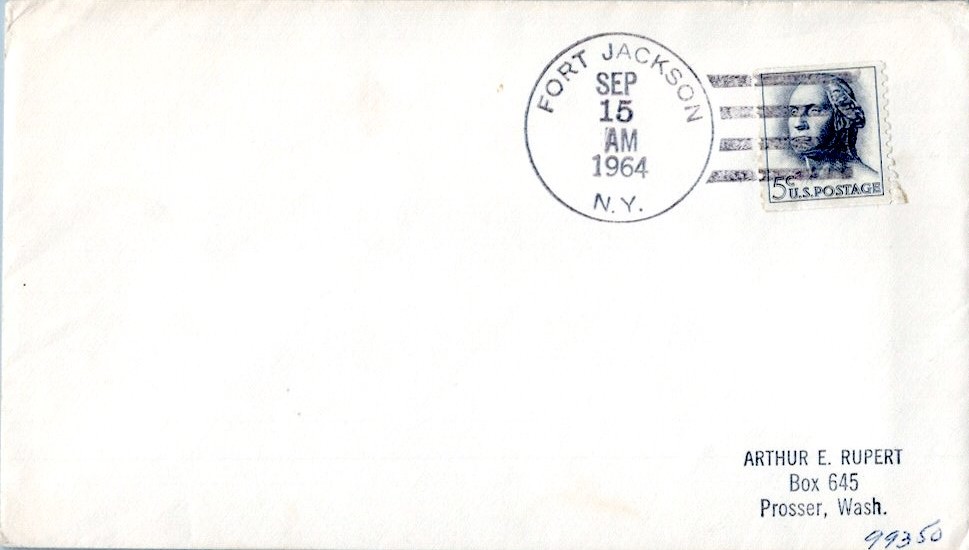 FORT JACKSON
SEP
15
AM
1964
N.Y.
5¢
U.S. POSTAGE
ARTHUR E. RUPERT
Box 645
Prosser, Wash.
99350